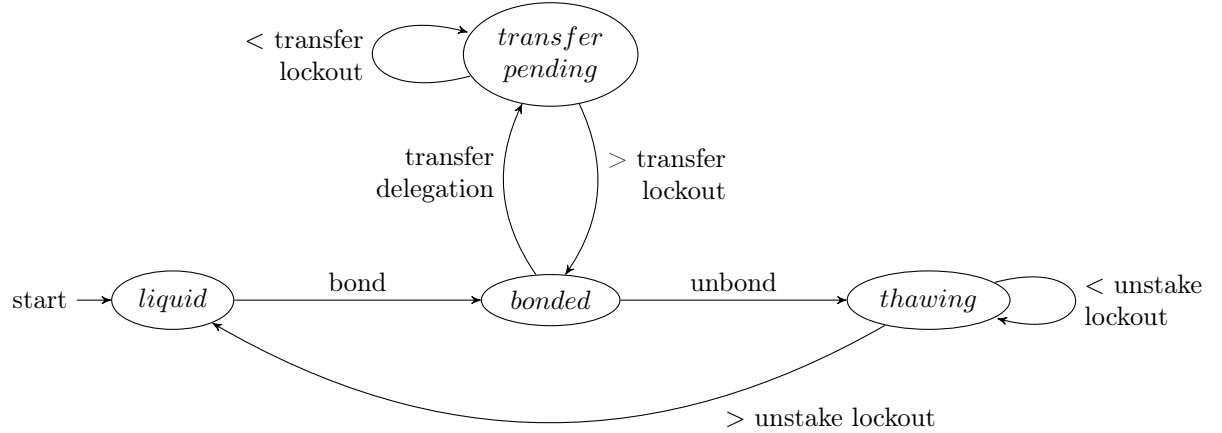 transfer
pending
< transfer
lockout
transfer
delegation
> transfer
lockout
start
liquid
bond
bonded
unbond
thawing
< unstake
lockout
> unstake lockout